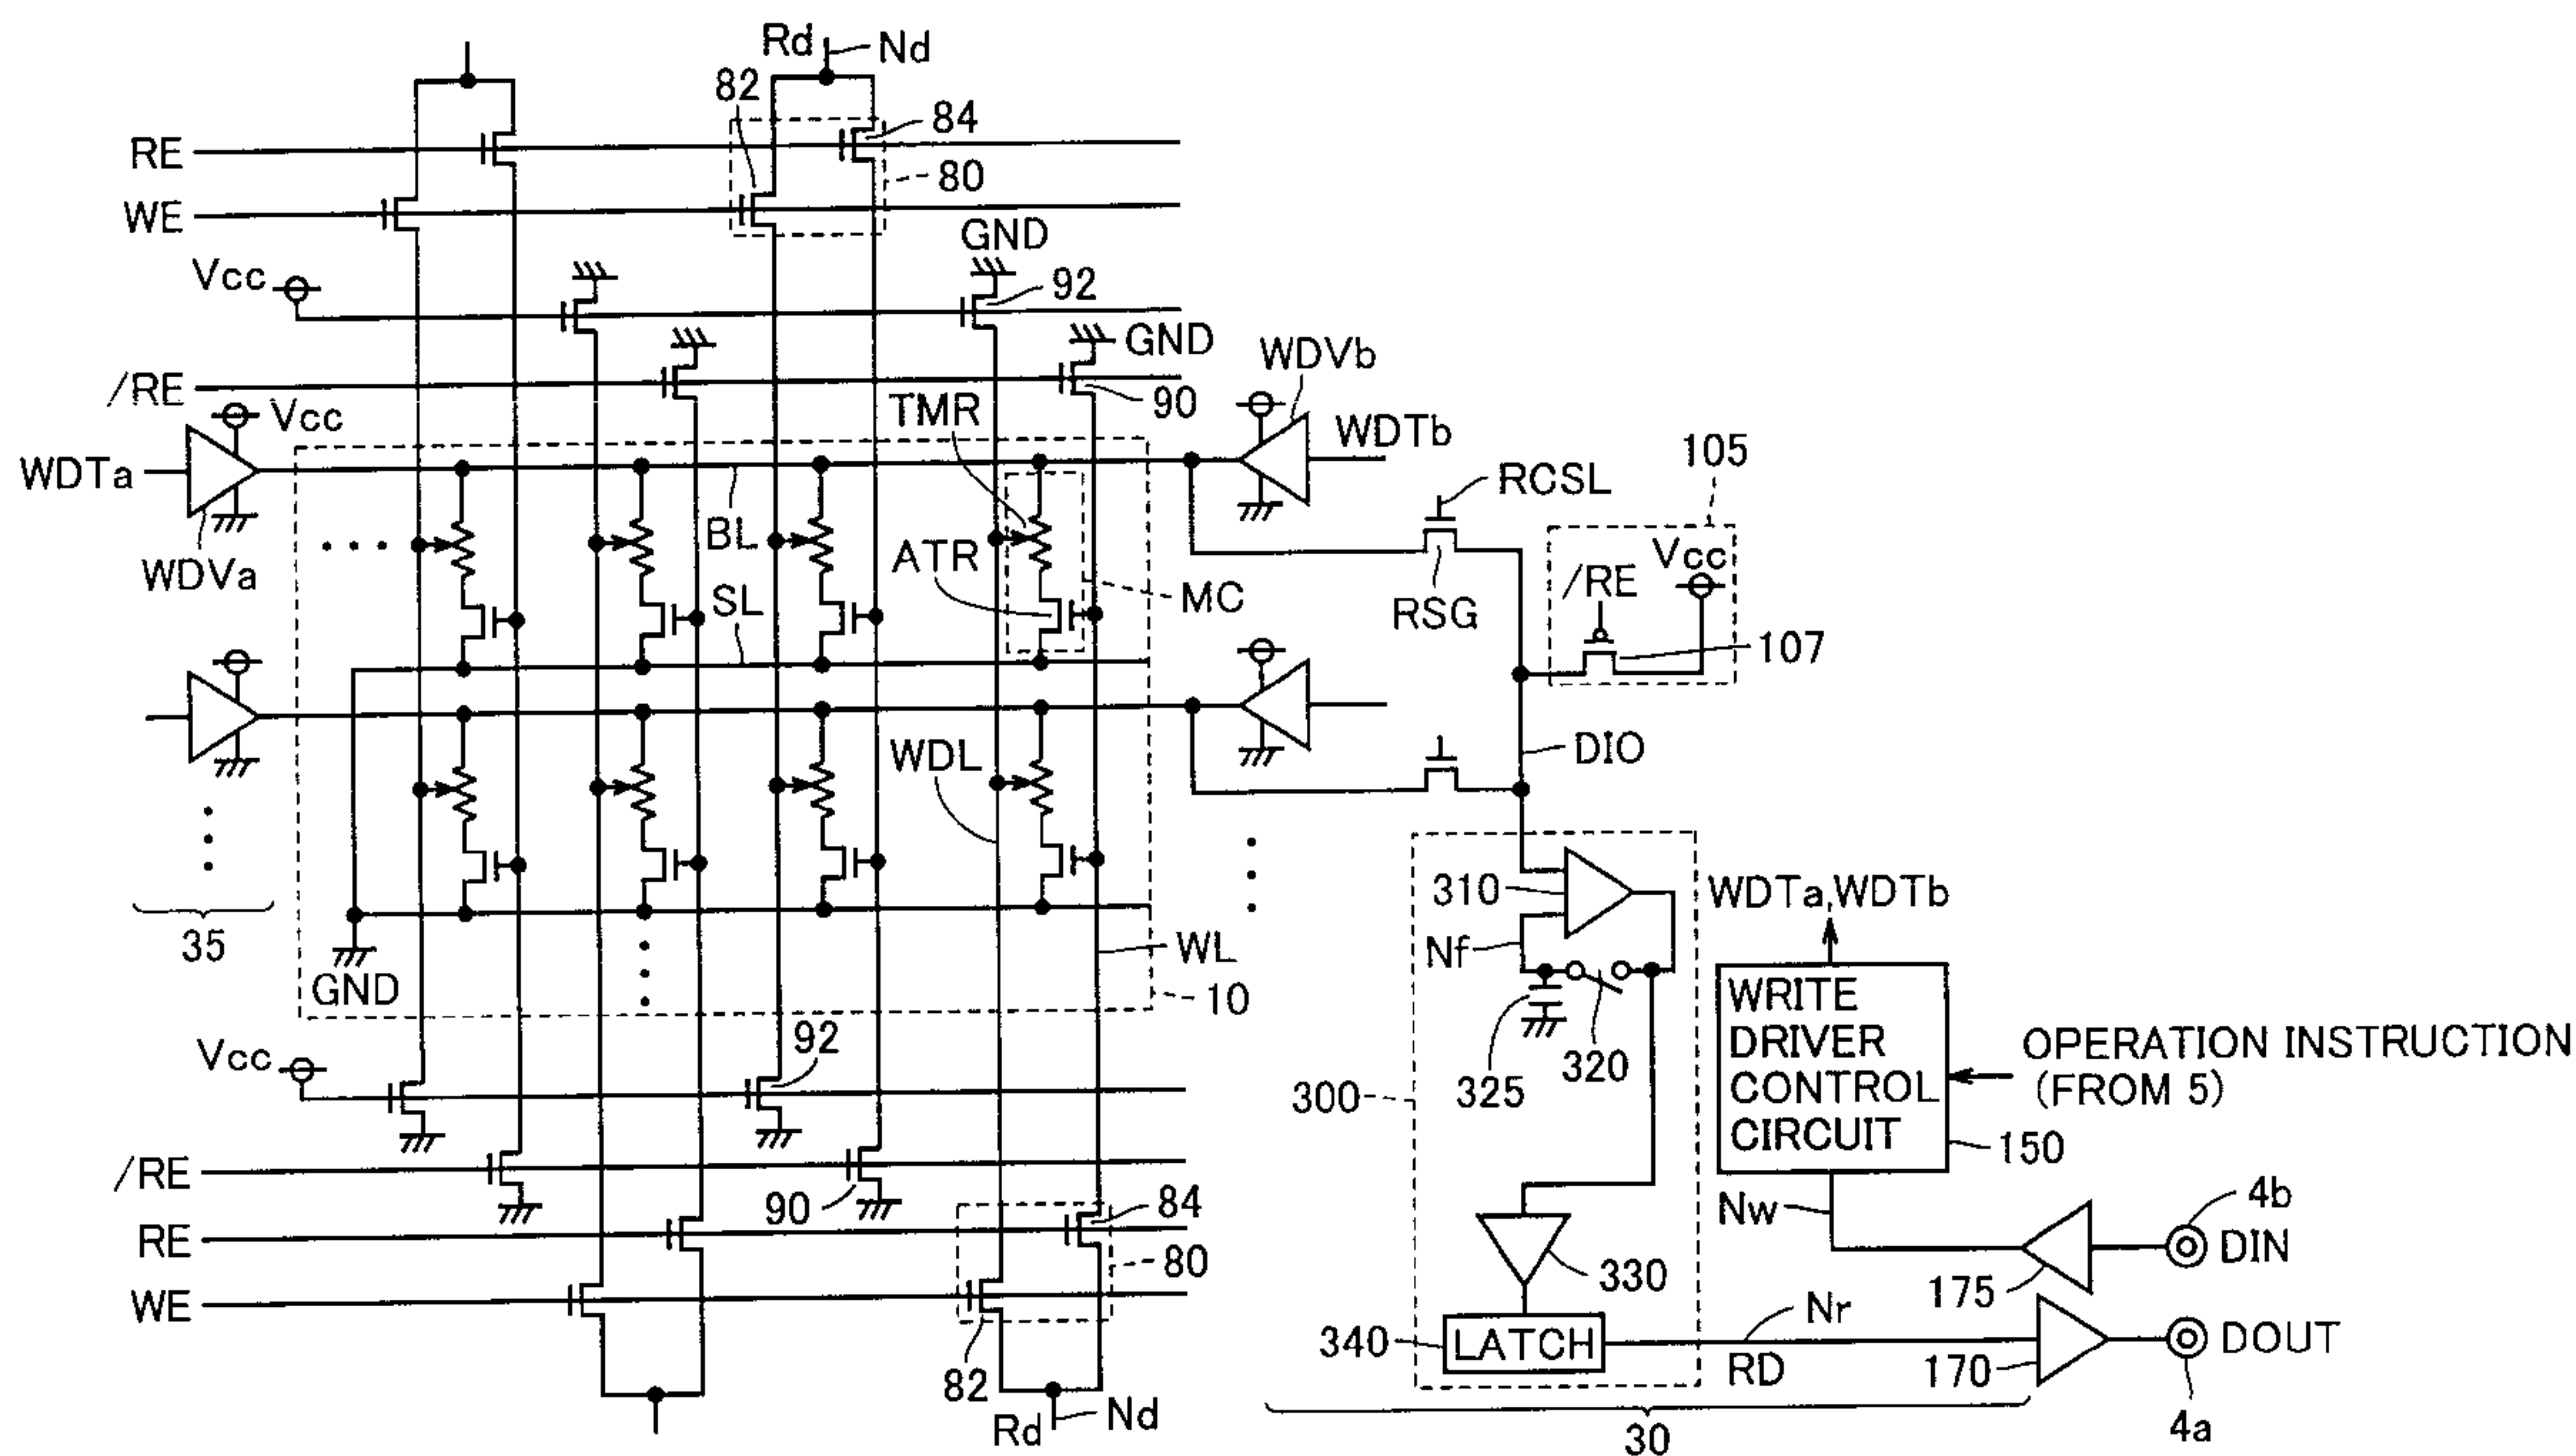 Rd
Nd
82
84
RE
80
WE
GND
Vcc
92
GND
WDVb
/RE
90
Vcc
TMR
WDTb
WDTa
105
RCSL
BL
Vcc
/RE
WDVa
ATR
MC
SL
RSG
107
WDL
DIO
310
WDTa,WDTb
35
Nf
WL
GND
10
WRITE
DRIVER
CONTROL
CIRCUIT
OPERATION INSTRUCTION
(FROM 5)
92
Vcc
325
320
300
150
/RE
90
84
Nw
4b
RE
80
DIN
330
175
WE
Nr
340
LATCH
DOUT
82
RD
170
Rd
Nd
30
4a